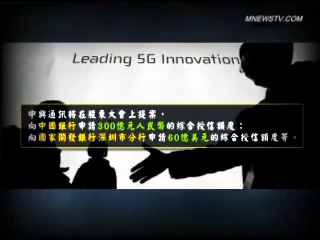 MNEWSTV.COM
Leading 5G Innovation
中興通訊將在股東大會上提案，
向中國銀行申請300億元人民幣的綜合授信額度；
向國家開發銀行深圳市分行申請60億美元的綜合授信額度等。